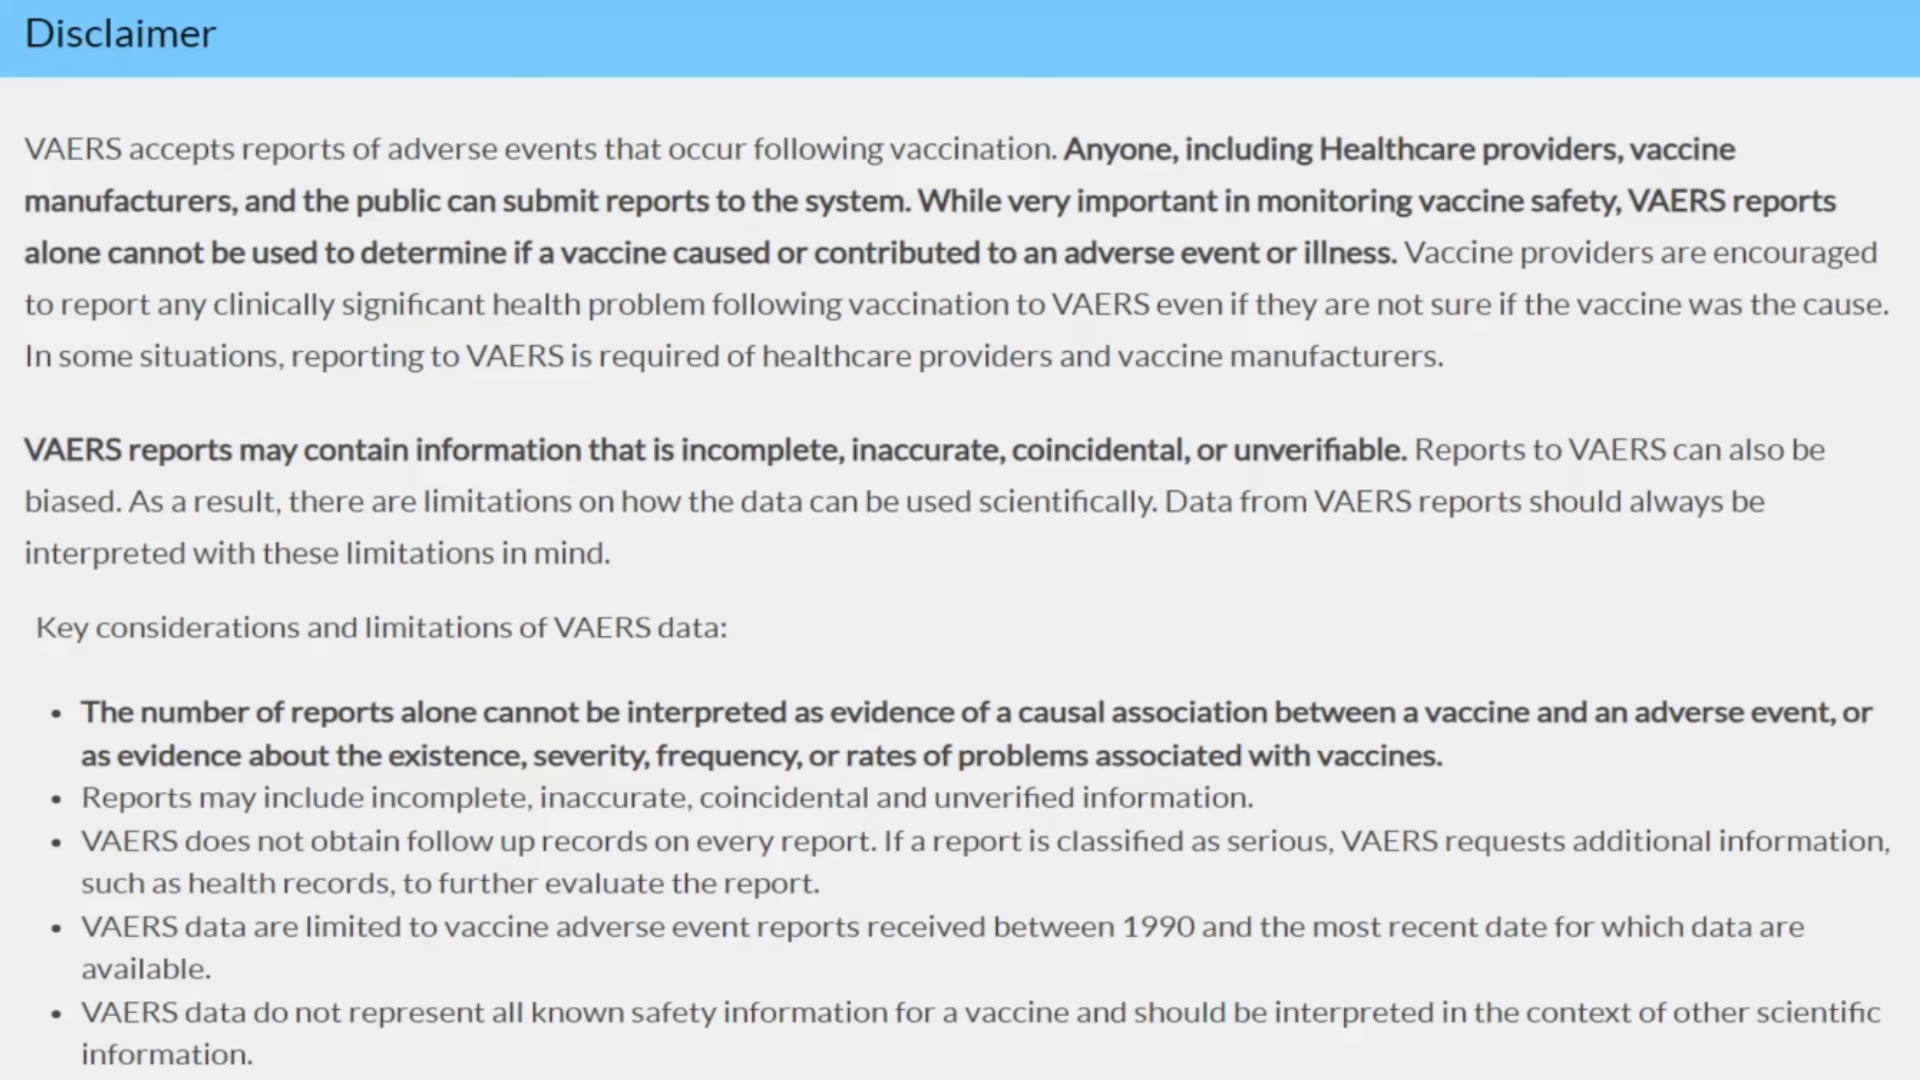 Disclaimer
VAERS accepts reports of adverse events that occur following vaccination. Anyone, including Healthcare providers, vaccine
manufacturers, and the public can submit reports to the system. While very important in monitoring vaccine safety, VAERS reports
alone cannot be used to determine if a vaccine caused or contributed to an adverse event or illness. Vaccine providers are encouraged
to report any clinically significant health problem following vaccination to VAERS even if they are not sure if the vaccine was the cause.
In some situations, reporting to VAERS is required of healthcare providers and vaccine manufacturers.
VAERS reports may contain information that is incomplete, inaccurate, coincidental, or unverifiable. Reports to VAERS can also be
biased. As a result, there are limitations on how the data can be used scientifically. Data from VAERS reports should always be
interpreted with these limitations in mind.
Key considerations and limitations of VAERS data:
• The number of reports alone cannot be interpreted as evidence of a causal association between a vaccine and an adverse event, or
as evidence about the existence, severity, frequency, or rates of problems associated with vaccines.
• Reports may include incomplete, inaccurate, coincidental and unverified information.
• VAERS does not obtain follow up records on every report. If a report is classified as serious, VAERS requests additional information,
such as health records, to further evaluate the report.
• VAERS data are limited to vaccine adverse event reports received between 1990 and the most recent date for which data are
available.
• VAERS data do not represent all known safety information for a vaccine and should be interpreted in the context of other scientific
information.